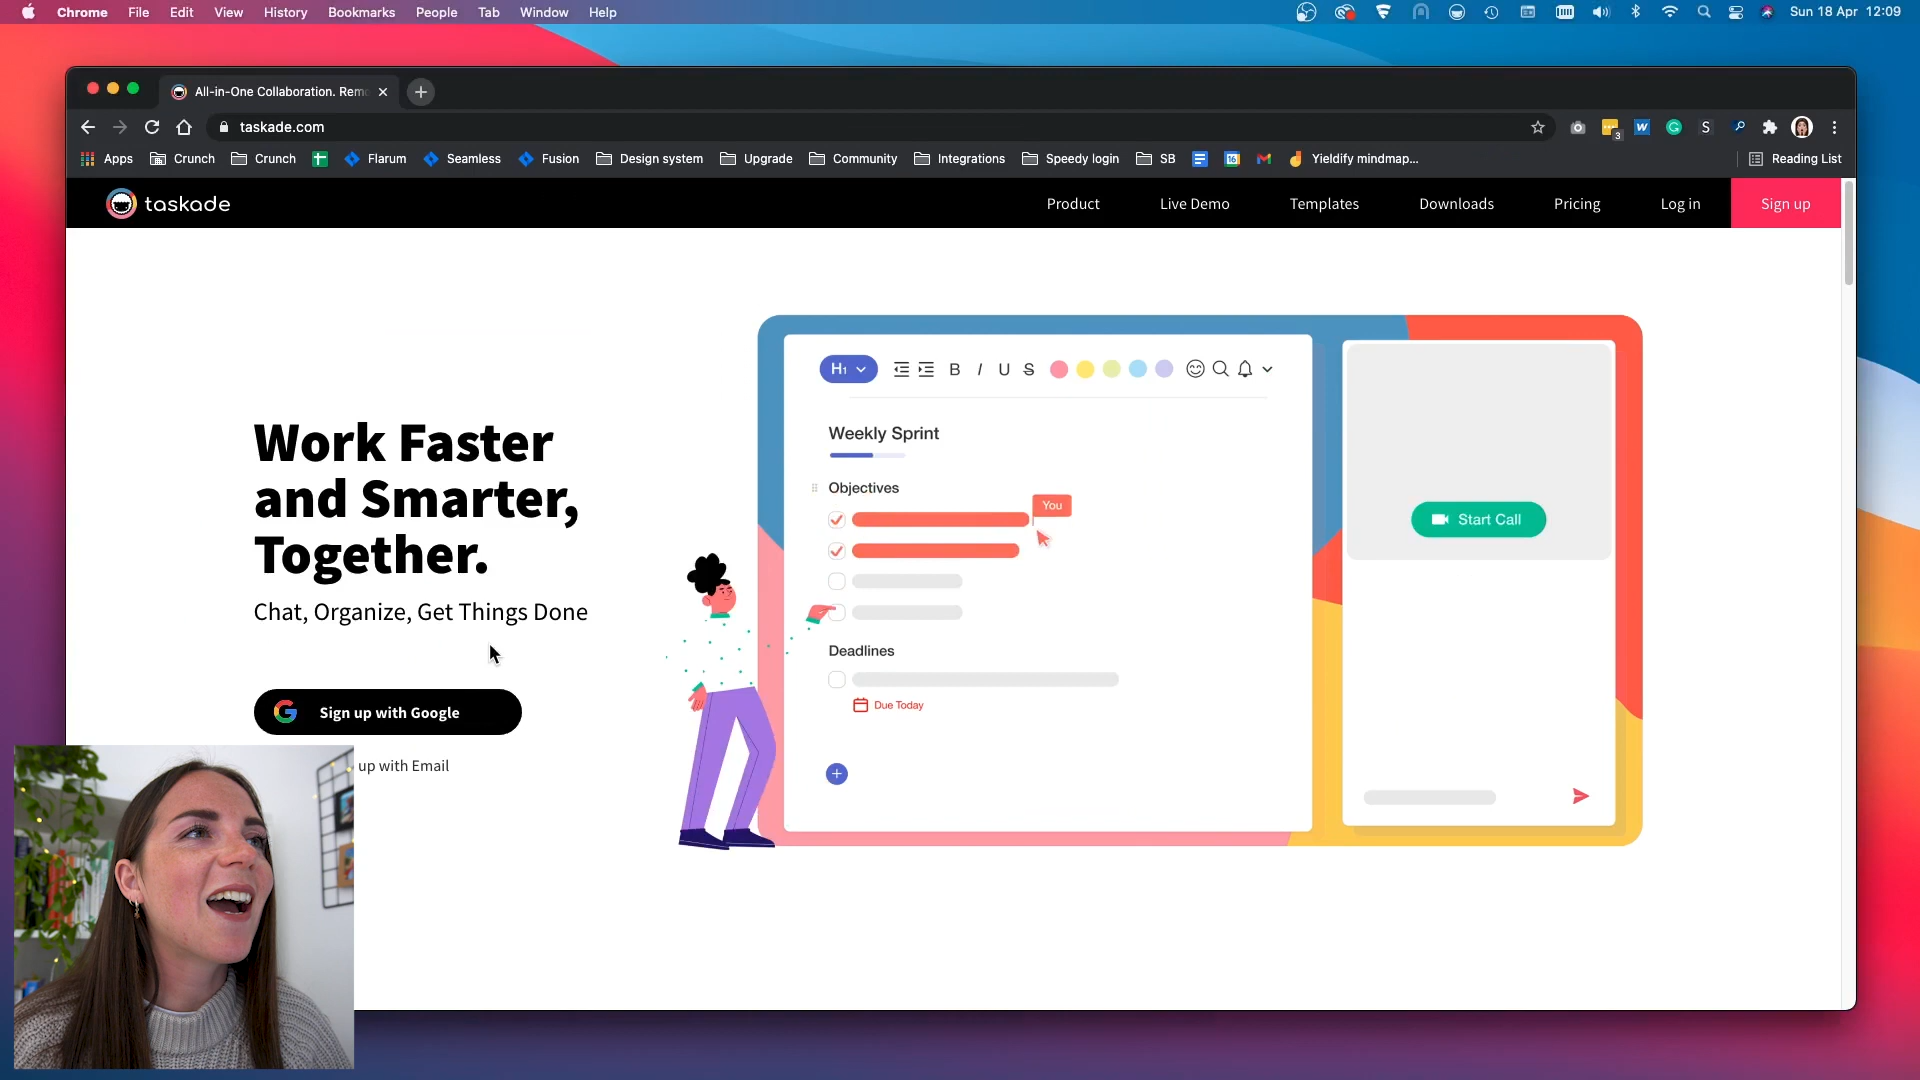 Chrome File Edit View History Bookmarks People Tab Window Help Sun 18 Apr 12:09
All-in-One Collaboration. Rem
taskade.com
3
Apps Crunch Crunch Flarum Seamless Fusion Design system Upgrade Community Integrations Speedy login SB 16 Yieldify mindmap... Reading List
taskade Product Live Demo Templates Downloads Pricing Log in Sign up
Work Faster
and Smarter,
Together.
Chat, Organize, Get Things Done
Sign up with Google
up with Email
H1 B I U S
Weekly Sprint
Objectives
You
Deadlines
Due Today
Start Call